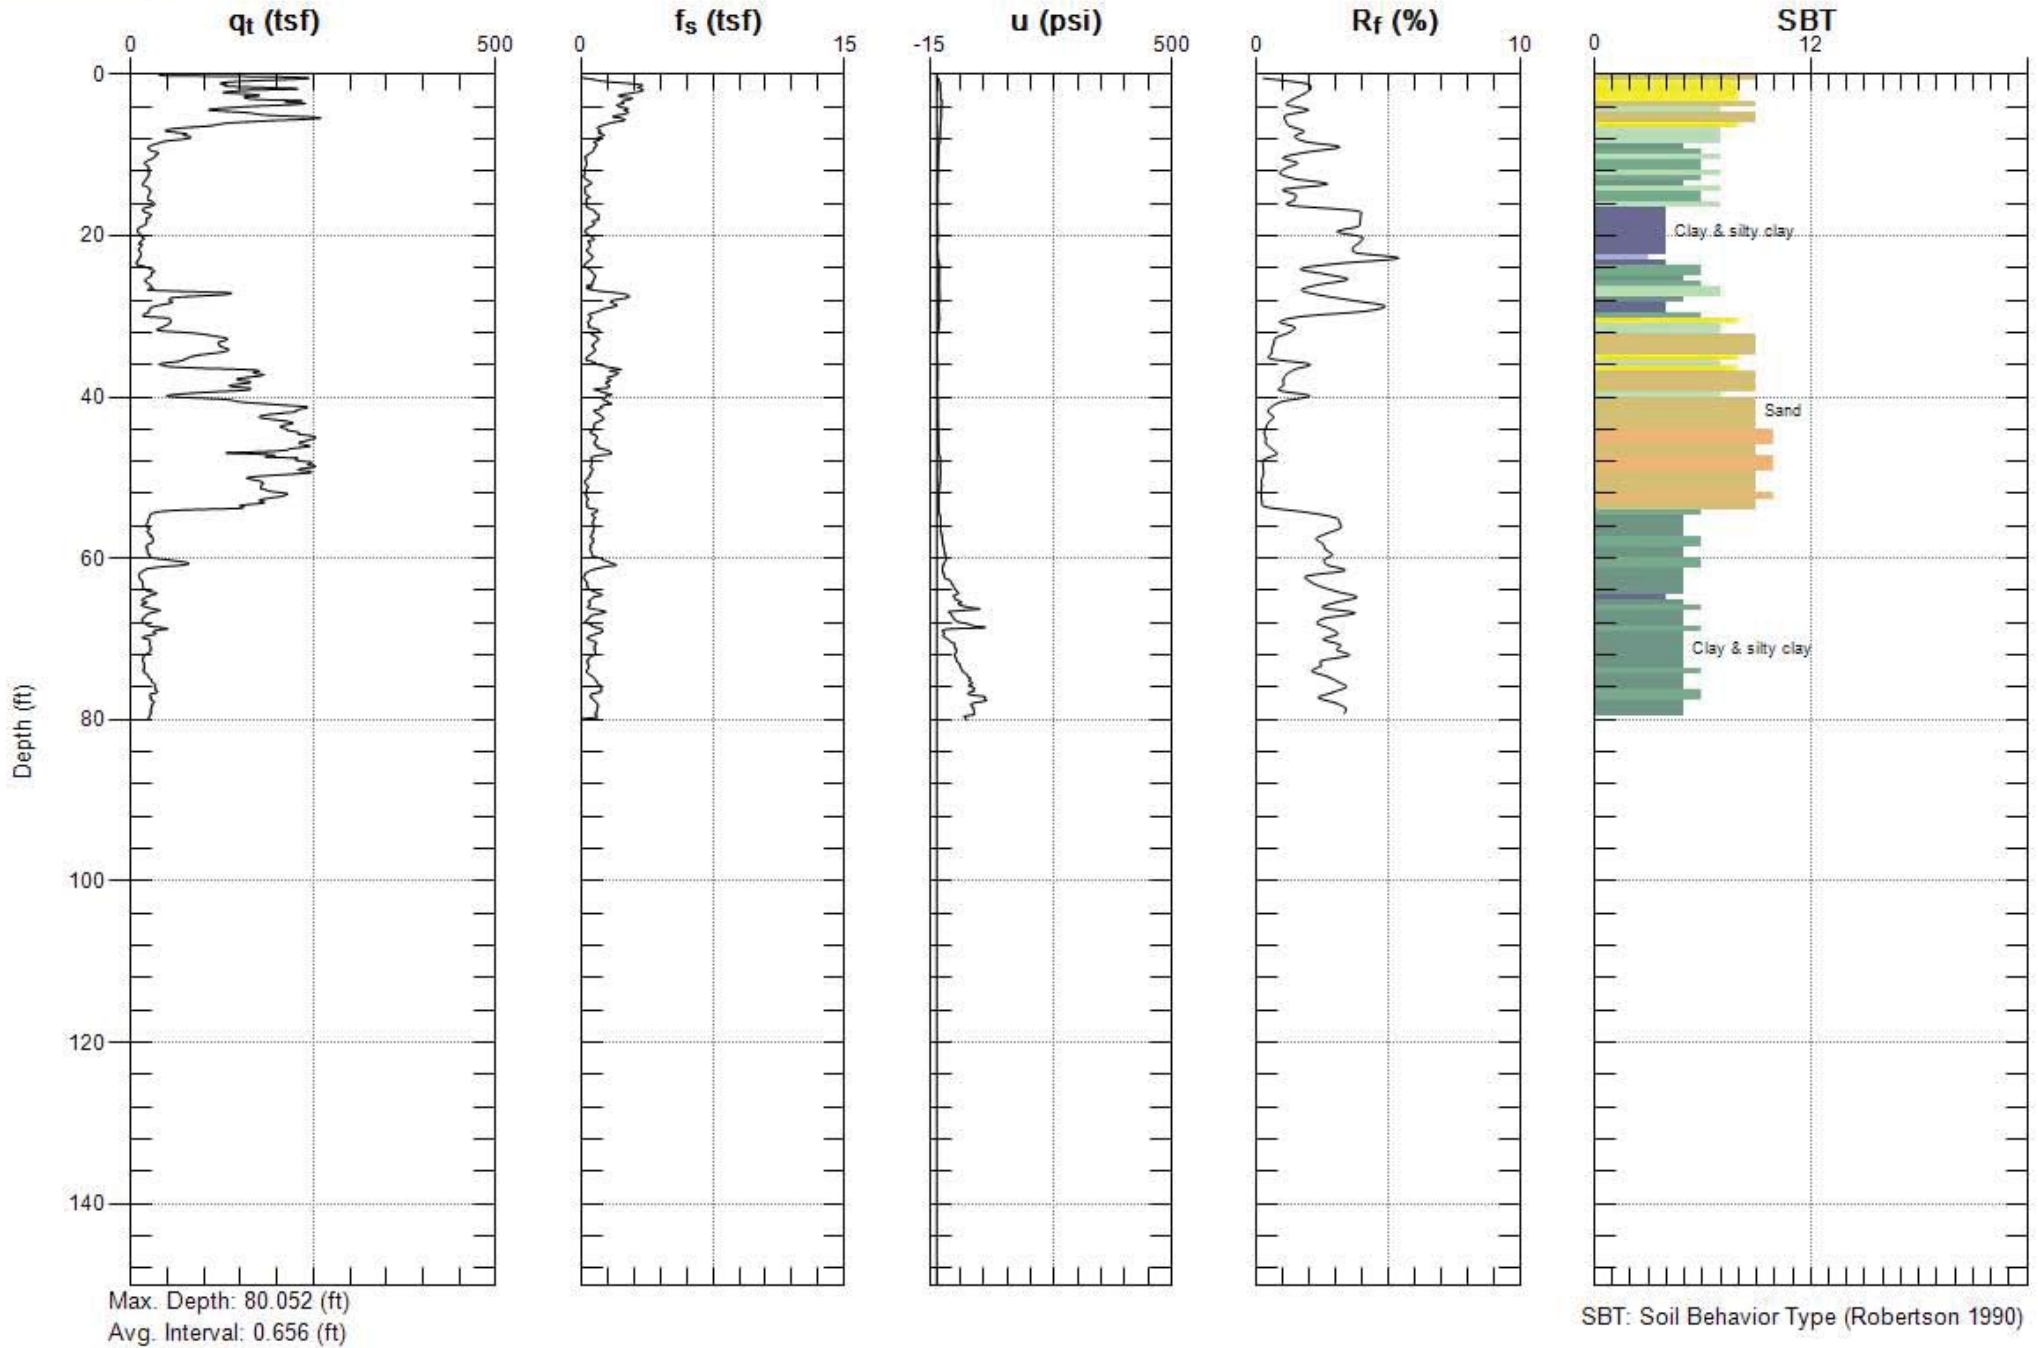 qt (tsf) fs (tsf) u (psi) Rf (%) SBT
0 500 0 15 -15 500 0 10 0 12
0
20
Clay & silty clay
40
Sand
60
Clay & silty clay
80
Depth (ft)
100
120
140
Max. Depth: 80.052 (ft)
Avg. Interval: 0.656 (ft)
SBT: Soil Behavior Type (Robertson 1990)